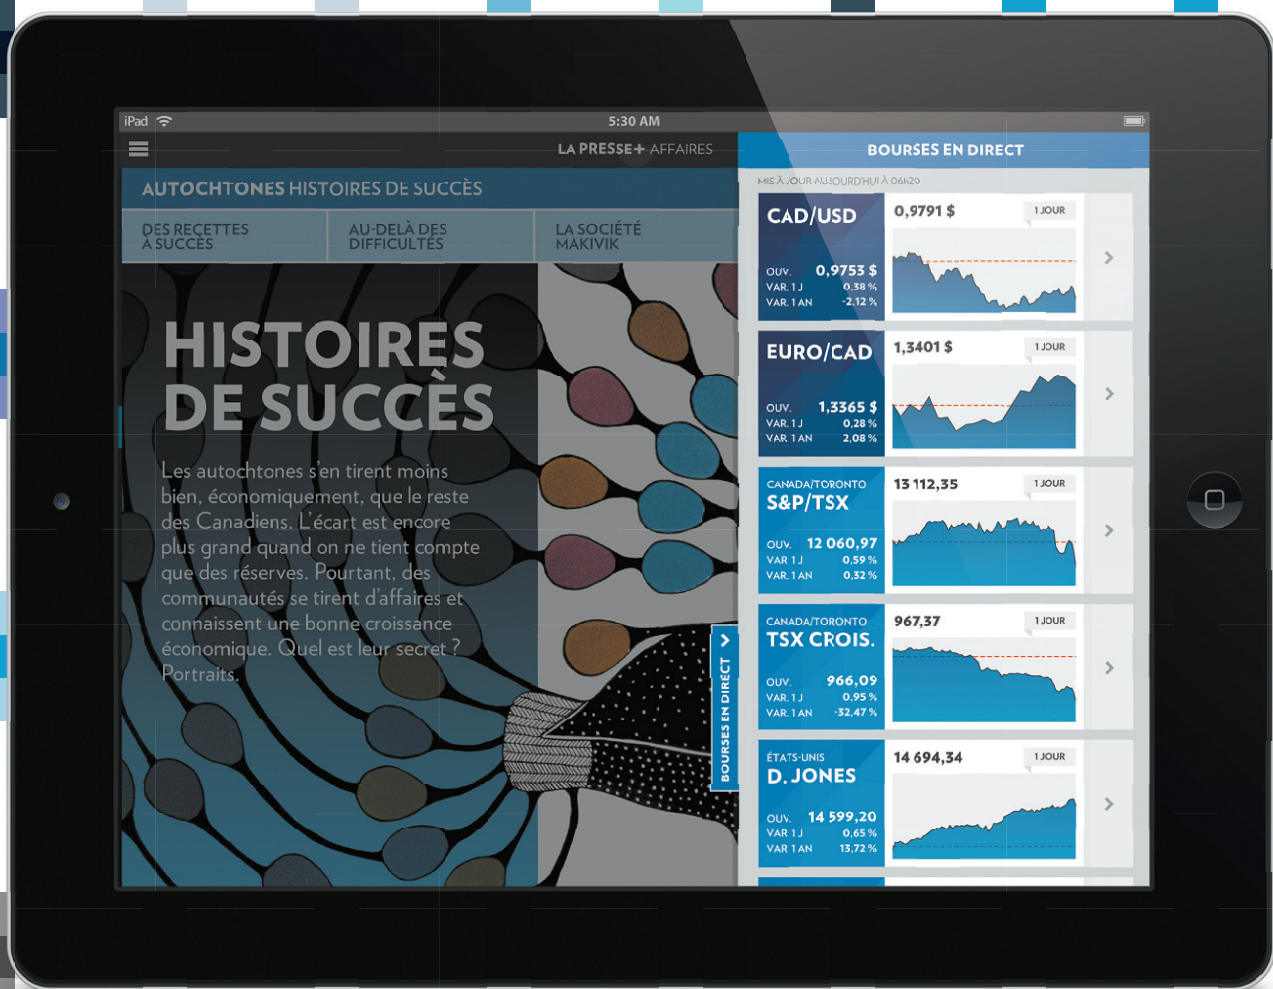 iPad
5:30 AM
LA PRESSE+ AFFAIRES
BOURSES EN DIRECT
AUTOCHTONES HISTOIRES DE SUCCÈS
DES RECETTES
À SUCCÈS
AU-DELÀ DES
DIFFICULTÉS
LA SOCIÉTÉ
MAKIVIK
HISTOIRES
DE SUCCÈS
Les autochtones s'en tirent moins
bien, économiquement, que le reste
des Canadiens. L'écart est encore
plus grand quand on ne tient compte
que des réserves. Pourtant, des
communautés se tirent d'affaires et
connaissent une bonne croissance
économique. Quel est leur secret ?
Portraits.
BOURSES EN DIRECT
MIS À JOUR AUJOURD'HUI À 06h20
CAD/USD
0,9791 $
1 JOUR
OUV. 0,9753 $
VAR. 1 J 0,38 %
VAR. 1 AN -2,12 %
EURO/CAD
1,3401 $
1 JOUR
OUV. 1,3365 $
VAR. 1 J 0,28 %
VAR. 1 AN 2,08 %
CANADA/TORONTO
S&P/TSX
13 112,35
1 JOUR
OUV. 12 060,97
VAR 1 J 0,59 %
VAR. 1 AN 0,32 %
CANADA/TORONTO
TSX CROIS.
967,37
1 JOUR
OUV. 966,09
VAR. 1 J 0,95 %
VAR. 1 AN -32,47 %
ÉTATS-UNIS
D. JONES
14 694,34
1 JOUR
OUV. 14 599,20
VAR 1 J 0,65 %
VAR 1 AN 13,72 %